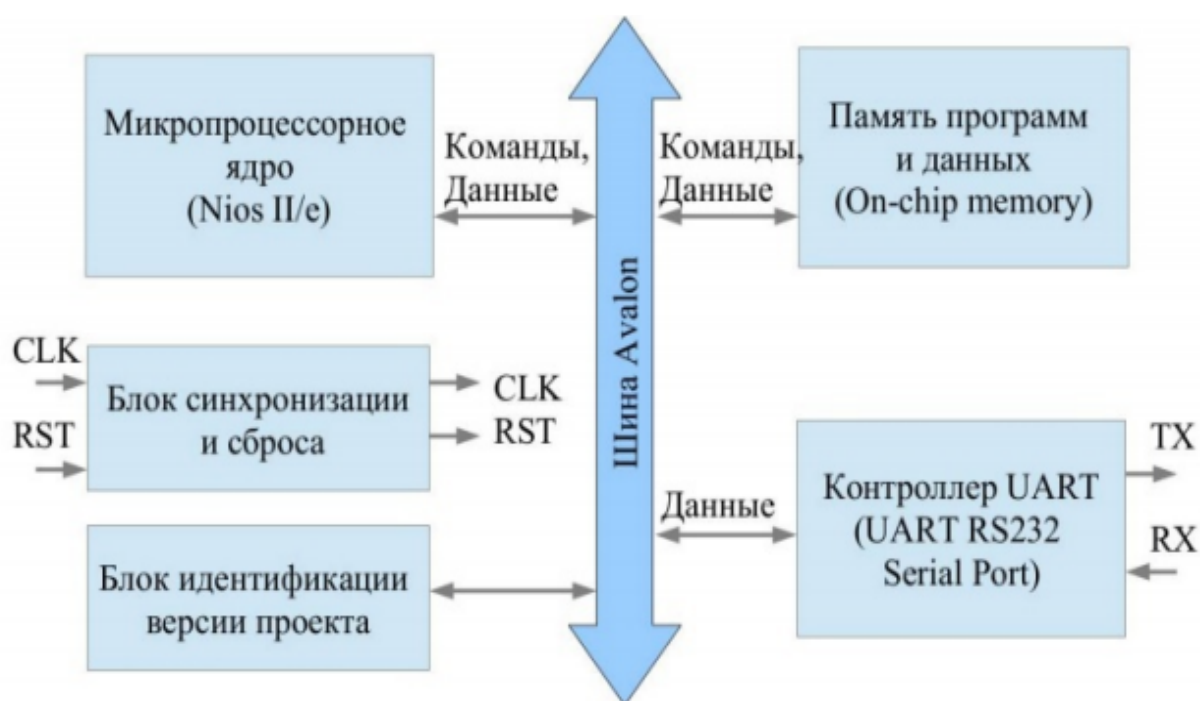 Микропроцессорное
ядро
(Nios II/e)
Команды,
Данные
Команды,
Данные
Память программ
и данных
(On-chip memory)
Шина Avalon
CLK
RST
Блок синхронизации
и сброса
CLK
RST
Блок идентификации
версии проекта
Данные
Контроллер UART
(UART RS232
Serial Port)
TX
RX